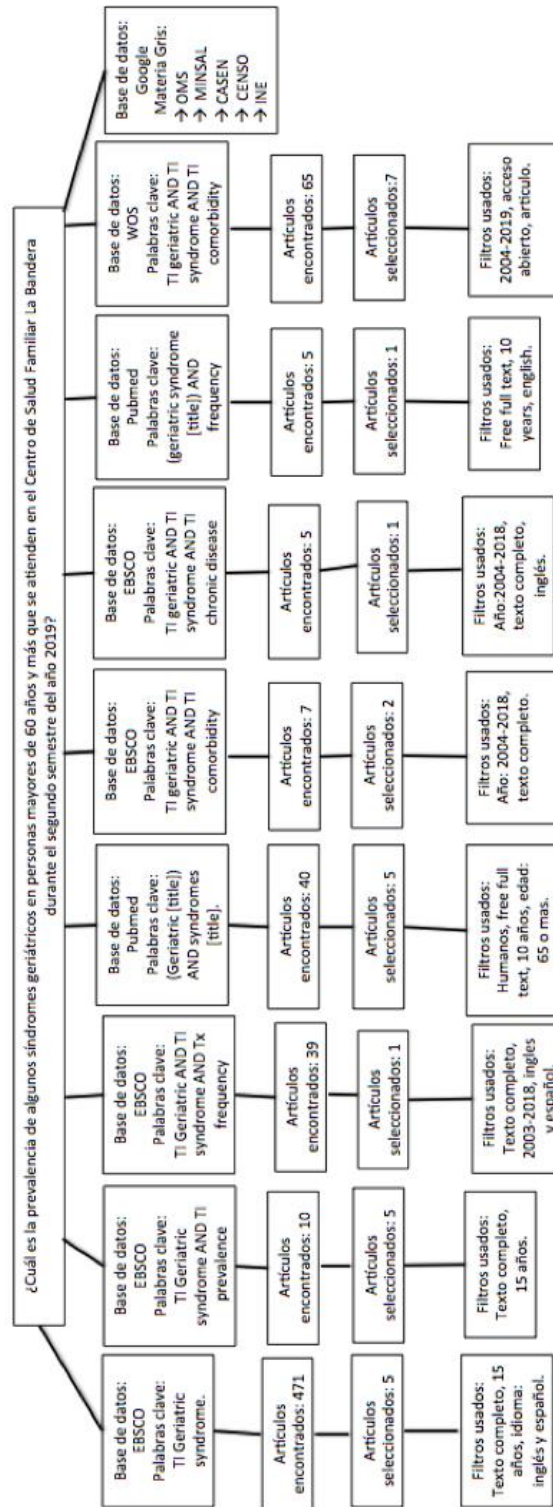 ¿Cuál es la prevalencia de algunos síndromes geriátricos en personas mayores de 60 años y más que se atienden en el Centro de Salud Familiar La Bandera
durante el segundo semestre del año 2019?
Base de datos:
EBSCO
Palabras clave:
TI Geriatric
syndrome.
Artículos
encontrados: 471
Artículos
seleccionados: 5
Filtros usados:
Texto completo, 15
años, idioma:
inglés y español.
Base de datos:
EBSCO
Palabras clave:
TI Geriatric
syndrome AND TI
prevalence
Artículos
encontrados: 10
Artículos
seleccionados: 5
Filtros usados:
Texto completo,
15 años.
Base de datos:
EBSCO
Palabras clave:
TI Geriatric AND TI
syndrome AND Tx
frequency
Artículos
encontrados: 39
Artículos
seleccionados: 1
Filtros usados:
Texto completo,
2003-2018, ingles
y español.
Base de datos:
Pubmed
Palabras clave:
(Geriatric [title])
AND syndromes
[title].
Artículos
encontrados: 40
Artículos
seleccionados: 5
Filtros usados:
Humanos, free full
text, 10 años, edad:
65 o mas.
Base de datos:
EBSCO
Palabras clave:
TI geriatric AND TI
syndrome AND TI
comorbidity
Artículos
encontrados: 7
Artículos
seleccionados: 2
Filtros usados:
Año: 2004-2018,
texto completo.
Base de datos:
EBSCO
Palabras clave:
TI geriatric AND TI
syndrome AND TI
chronic disease
Artículos
encontrados: 5
Artículos
seleccionados: 1
Filtros usados:
Año:2004-2018,
texto completo,
inglés.
Base de datos:
Pubmed
Palabras clave:
(geriatric syndrome
[title]) AND
frequency
Artículos
encontrados: 5
Artículos
seleccionados: 1
Filtros usados:
Free full text, 10
years, english.
Base de datos:
WOS
Palabras clave:
TI geriatric AND TI
syndrome AND TI
comorbidity
Artículos
encontrados: 65
Artículos
seleccionados:7
Filtros usados:
2004-2019, acceso
abierto, articulo.
Base de datos:
Google
Materia Gris:
→OMS
→ MINSAL
→ CASEN
→ CENSO
→INE